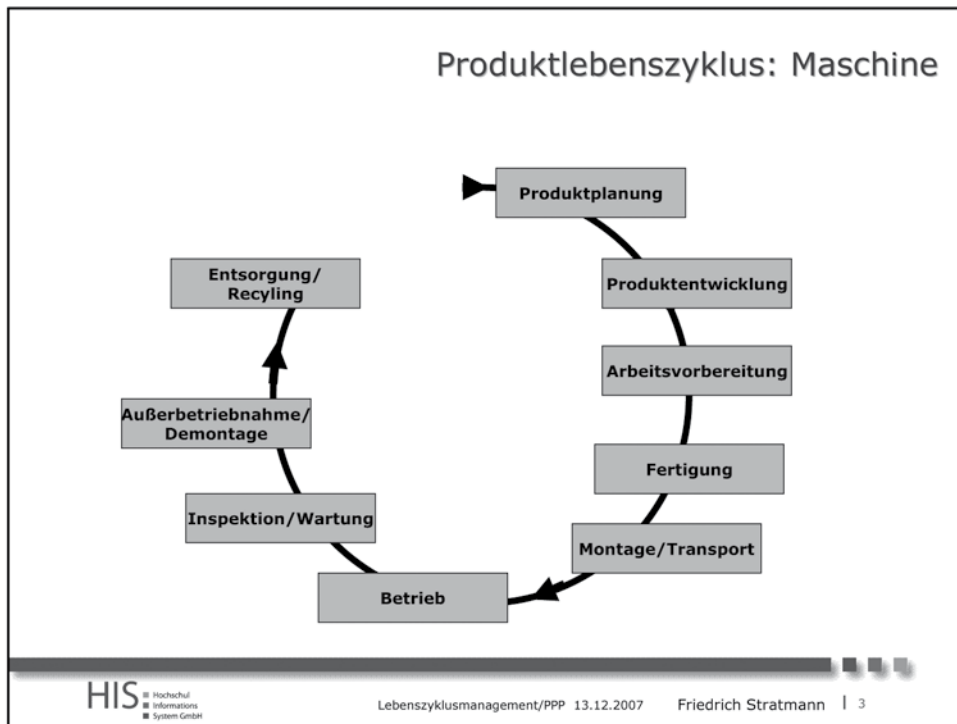 Produktlebenszyklus: Maschine
Produktplanung
Produktentwicklung
Arbeitsvorbereitung
Fertigung
Montage/Transport
Betrieb
Inspektion/Wartung
Außerbetriebnahme/
Demontage
Entsorgung/
Recyling
HIS
Hochschul
Informations
System GmbH
Lebenszyklusmanagement/PPP 13.12.2007
Friedrich Stratmann
3